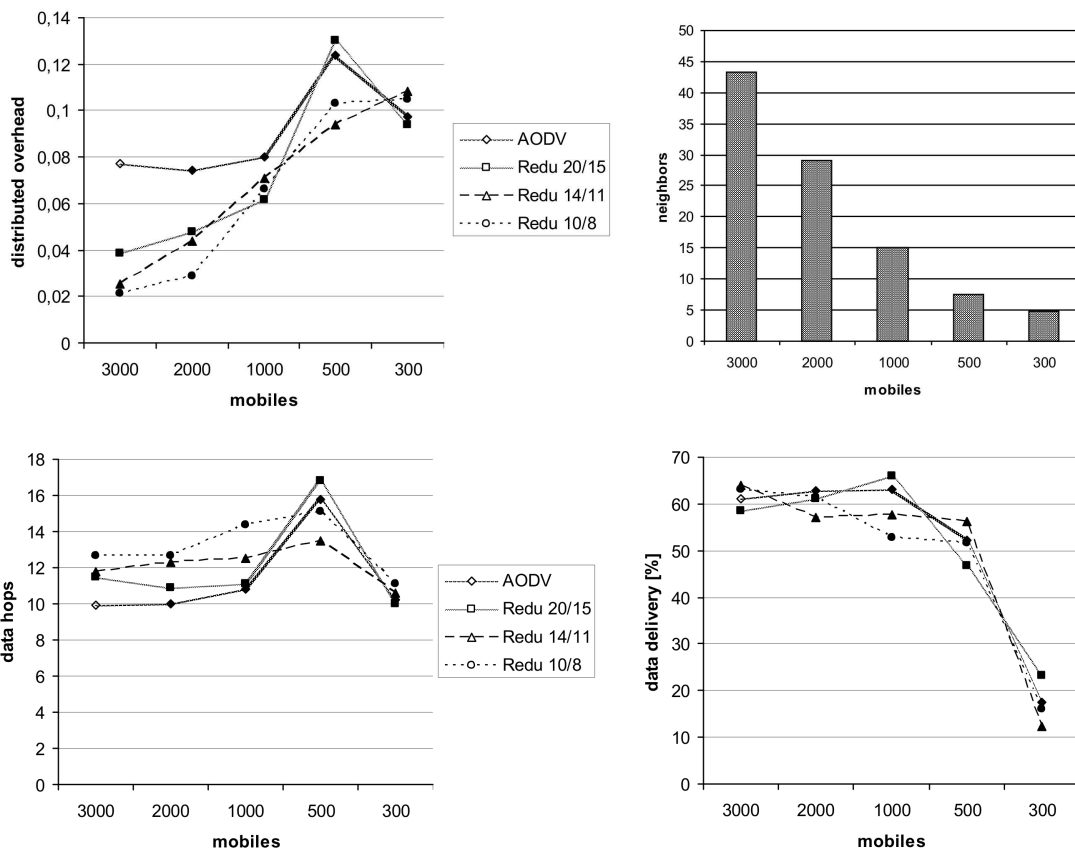 0,14
0,12
0,1
0,08
0,06
0,04
0,02
0
distributed overhead
3000 2000 1000 500 300
mobiles
AODV
Redu 20/15
Redu 14/11
Redu 10/8
50
45
40
35
30
25
20
15
10
5
0
neighbors
3000 2000 1000 500 300
mobiles
18
16
14
12
10
8
6
4
2
0
data hops
3000 2000 1000 500 300
mobiles
AODV
Redu 20/15
Redu 14/11
Redu 10/8
70
60
50
40
30
20
10
0
data delivery [%]
3000 2000 1000 500 300
mobiles